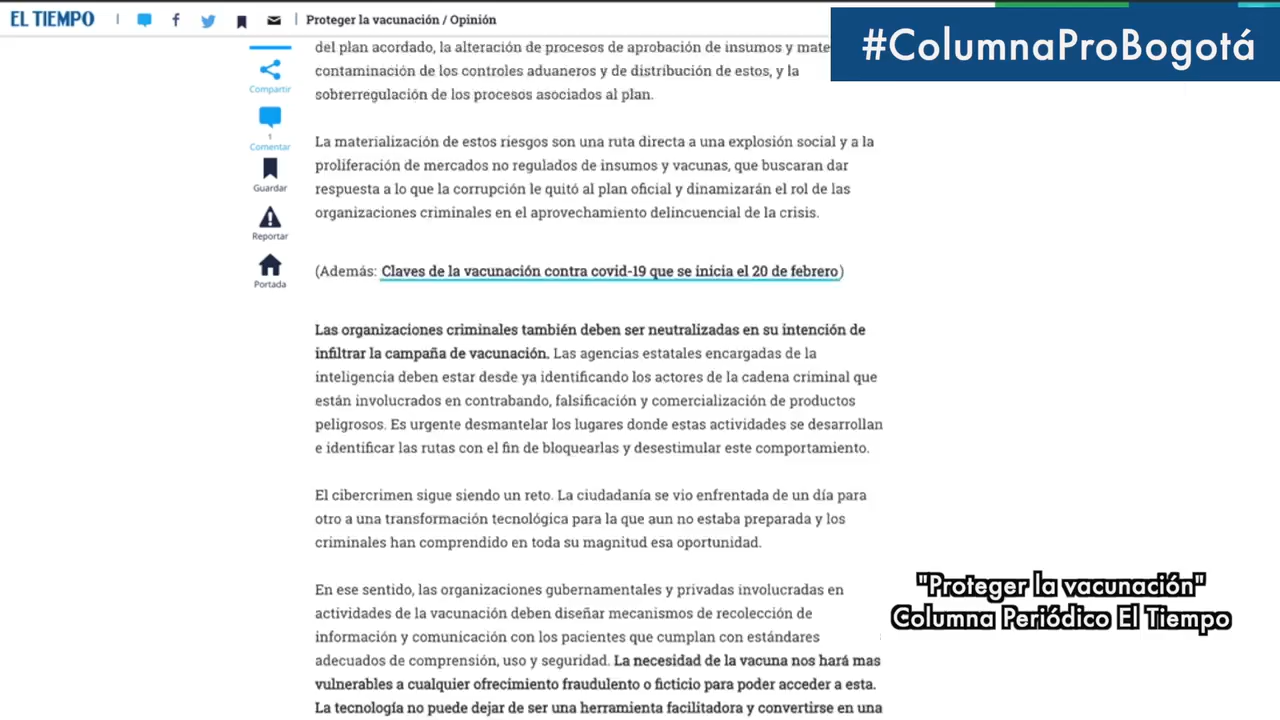 EL TIEMPO
Proteger la vacunación / Opinión
#ColumnaProBogotá
Compartir
1
Comentar
Guardar
Reportar
Portada
del plan acordado, la alteración de procesos de aprobación de insumos y mate
contaminación de los controles aduaneros y de distribución de estos, y la
sobrerregulación de los procesos asociados al plan.
La materialización de estos riesgos son una ruta directa a una explosión social y a la
proliferación de mercados no regulados de insumos y vacunas, que buscaran dar
respuesta a lo que la corrupción le quitó al plan oficial y dinamizarán el rol de las
organizaciones criminales en el aprovechamiento delincuencial de la crisis.
(Además: Claves de la vacunación contra covid-19 que se inicia el 20 de febrero)
Las organizaciones criminales también deben ser neutralizadas en su intención de
infiltrar la campaña de vacunación. Las agencias estatales encargadas de la
inteligencia deben estar desde ya identificando los actores de la cadena criminal que
están involucrados en contrabando, falsificación y comercialización de productos
peligrosos. Es urgente desmantelar los lugares donde estas actividades se desarrollan
e identificar las rutas con el fin de bloquearlas y desestimular este comportamiento.
El cibercrimen sigue siendo un reto. La ciudadanía se vio enfrentada de un día para
otro a una transformación tecnológica para la que aun no estaba preparada y los
criminales han comprendido en toda su magnitud esa oportunidad.
En ese sentido, las organizaciones gubernamentales y privadas involucradas en
actividades de la vacunación deben diseñar mecanismos de recolección de
información y comunicación con los pacientes que cumplan con estándares
adecuados de comprensión, uso y seguridad. La necesidad de la vacuna nos hará mas
vulnerables a cualquier ofrecimiento fraudulento o ficticio para poder acceder a esta.
La tecnología no puede dejar de ser una herramienta facilitadora y convertirse en una
"Proteger la vacunación"
Columna Periódico El Tiempo